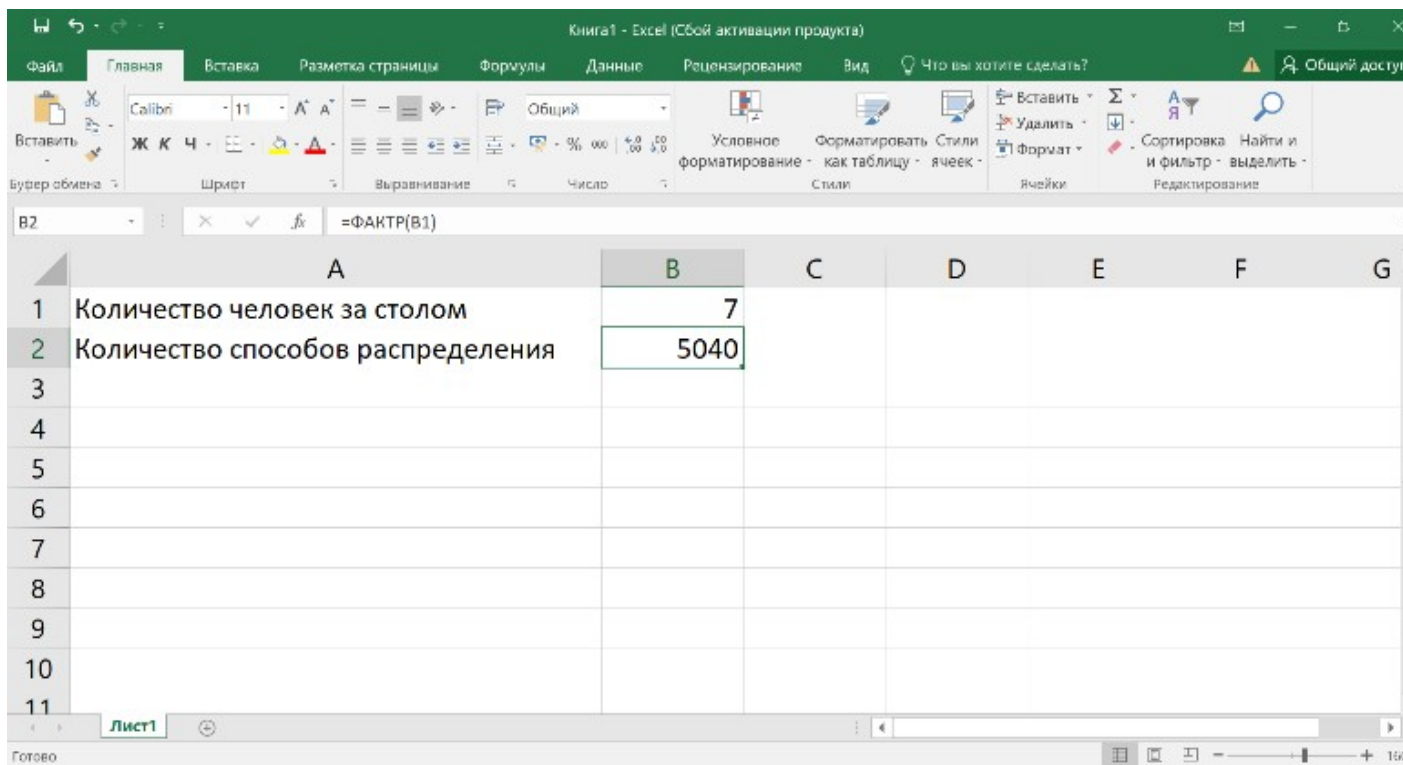 Книга1 - Excel (Сбой активации продукта)
Файл Главная Вставка Разметка страницы Формулы Данные Рецензирование Вид Что вы хотите сделать? Общий доступ
Calibri 11 Общий Вставить
Удалить
Вставить Ж К Ч % 000 Условное форматирование Форматировать как таблицу Стили ячеек Формат Сортировка и фильтр Найти и выделить
Буфер обмена Шрифт Выравнивание Число Стили Ячейки Редактирование
B2 fx =ФАКТР(B1)
A B C D E F G
1 Количество человек за столом 7
2 Количество способов распределения 5040
3
4
5
6
7
8
9
10
11
Лист1
Готово